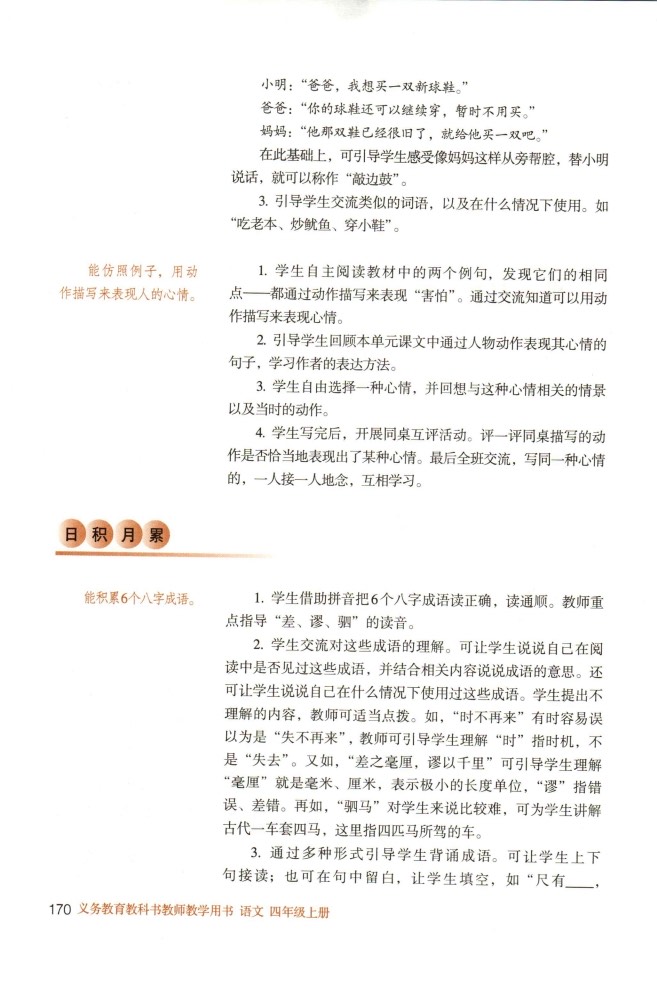 小明：“爸爸，我想买一双新球鞋。”
爸爸：“你的球鞋还可以继续穿，暂时不用买。”
妈妈：“他那双鞋已经很旧了，就给他买一双吧。”
在此基础上，可引导学生感受像妈妈这样从旁帮腔，替小明
说话，就可以称作“敲边鼓”。
3. 引导学生交流类似的词语，以及在什么情况下使用。如
“吃老本、炒鱿鱼、穿小鞋”。
能仿照例子，用动
作描写来表现人的心情。
1. 学生自主阅读教材中的两个例句，发现它们的相同
点——都通过动作描写来表现“害怕”。通过交流知道可以用动
作描写来表现心情。
2. 引导学生回顾本单元课文中通过人物动作表现其心情的
句子，学习作者的表达方法。
3. 学生自由选择一种心情，并回想与这种心情相关的情景
以及当时的动作。
4. 学生写完后，开展同桌互评活动。评一评同桌描写的动
作是否恰当地表现出了某种心情。最后全班交流，写同一种心情
的，一人接一人地念，互相学习。
日积月累
能积累6个八字成语。
1. 学生借助拼音把6个八字成语读正确，读通顺。教师重
点指导“差、谬、驷”的读音。
2. 学生交流对这些成语的理解。可让学生说说自己在阅
读中是否见过这些成语，并结合相关内容说说成语的意思。还
可让学生说说自己在什么情况下使用过这些成语。学生提出不
理解的内容，教师可适当点拨。如，“时不再来”有时容易误
以为是“失不再来”，教师可引导学生理解“时”指时机，不
是“失去”。又如，“差之毫厘，谬以千里”可引导学生理解
“毫厘”就是毫米、厘米，表示极小的长度单位，“谬”指错
误、差错。再如，“驷马”对学生来说比较难，可为学生讲解
古代一车套四马，这里指四匹马所驾的车。
3. 通过多种形式引导学生背诵成语。可让学生上下
句接读；也可在句中留白，让学生填空，如“尺有____，
170 义务教育教科书教师教学用书 语文 四年级上册